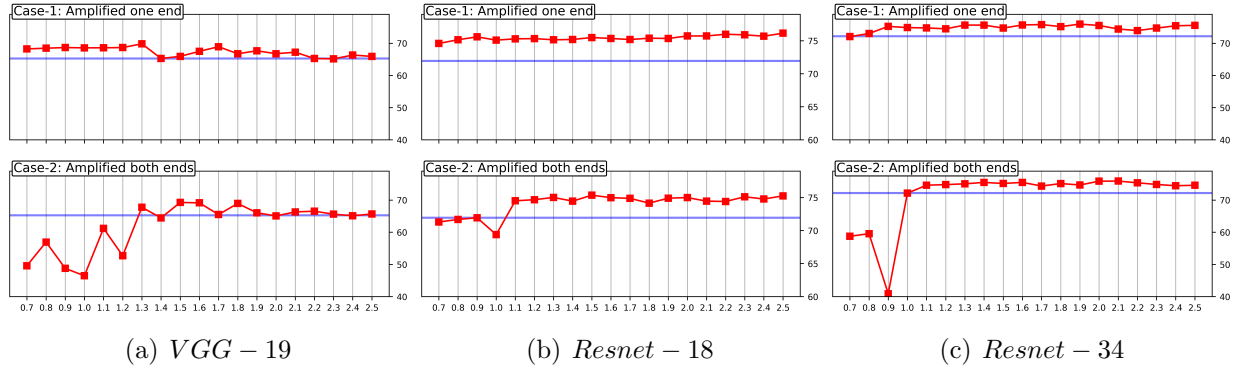 Case-1: Amplified one end
70
60
50
40
Case-2: Amplified both ends
70
60
50
40
0.7 0.8 0.9 1.0 1.1 1.2 1.3 1.4 1.5 1.6 1.7 1.8 1.9 2.0 2.1 2.2 2.3 2.4 2.5
(a) VGG − 19
Case-1: Amplified one end
75
70
65
60
Case-2: Amplified both ends
75
70
65
60
0.7 0.8 0.9 1.0 1.1 1.2 1.3 1.4 1.5 1.6 1.7 1.8 1.9 2.0 2.1 2.2 2.3 2.4 2.5
(b) Resnet − 18
Case-1: Amplified one end
70
60
50
40
Case-2: Amplified both ends
70
60
50
40
0.7 0.8 0.9 1.0 1.1 1.2 1.3 1.4 1.5 1.6 1.7 1.8 1.9 2.0 2.1 2.2 2.3 2.4 2.5
(c) Resnet − 34